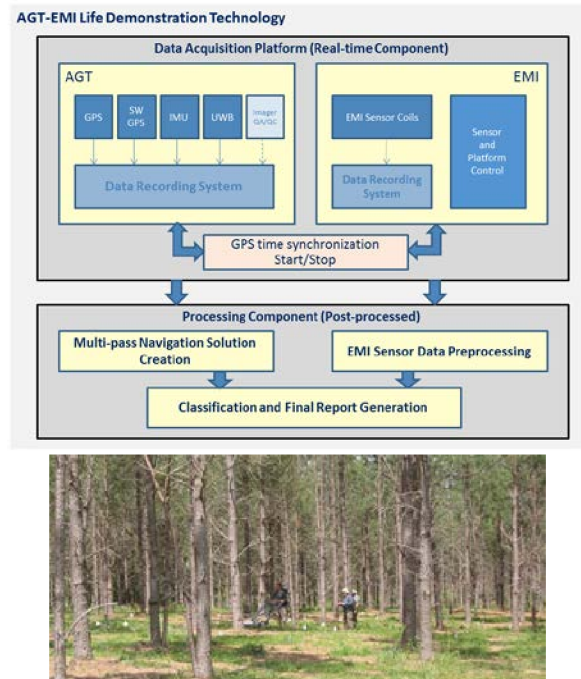 AGT-EMI Life Demonstration Technology
Data Acquisition Platform (Real-time Component)
AGT
EMI
GPS
SW
GPS
IMU
UWB
Imager
QA/QC
EMI Sensor Coils
Sensor
and
Platform
Control
Data Recording System
Data Recording
System
GPS time synchronization
Start/Stop
Processing Component (Post-processed)
Multi-pass Navigation Solution
Creation
EMI Sensor Data Preprocessing
Classification and Final Report Generation